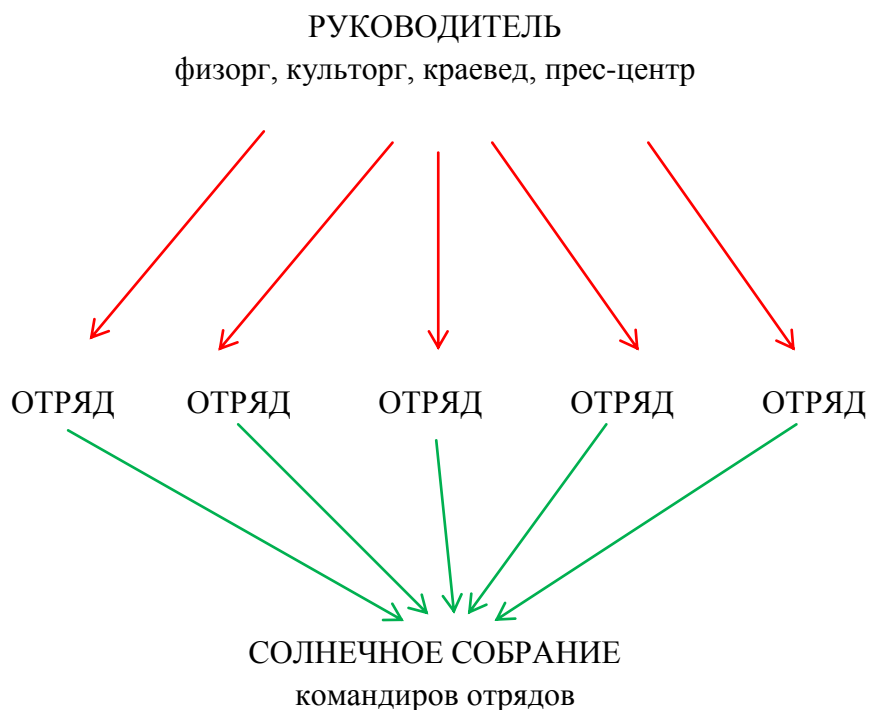 РУКОВОДИТЕЛЬ
физорг, культорг, краевед, прес-центр
ОТРЯД ОТРЯД ОТРЯД ОТРЯД ОТРЯД
СОЛНЕЧНОЕ СОБРАНИЕ
командиров отрядов